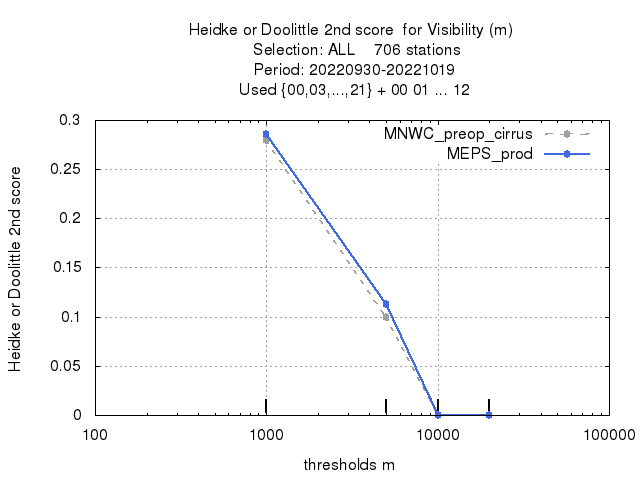 Heidke or Doolittle 2nd score  for Visibility (m)
Selection: ALL    706 stations
Period: 20220930-20221019
Used {00,03,...,21} + 00 01 ... 12
MNWC_preop_cirrus
MEPS_prod
Heidke or Doolittle 2nd score
0.3
0.25
0.2
0.15
0.1
0.05
0
100 1000 10000 100000
thresholds m